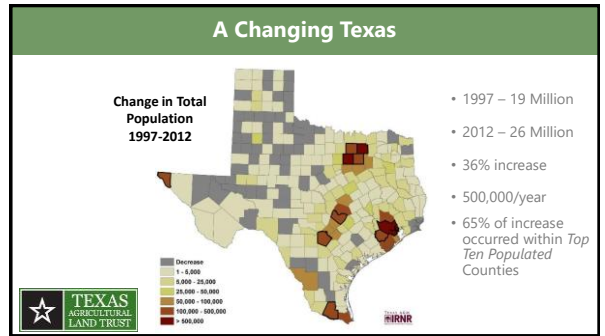 A Changing Texas
Change in Total
Population
1997-2012
• 1997 – 19 Million
• 2012 – 26 Million
• 36% increase
• 500,000/year
• 65% of increase
occurred within Top
Ten Populated
Counties
Decrease
1 - 5,000
5,000 - 25,000
25,000 - 50,000
50,000 - 100,000
100,000 - 500,000
> 500,000
TEXAS
AGRICULTURAL
LAND TRUST
IRNR